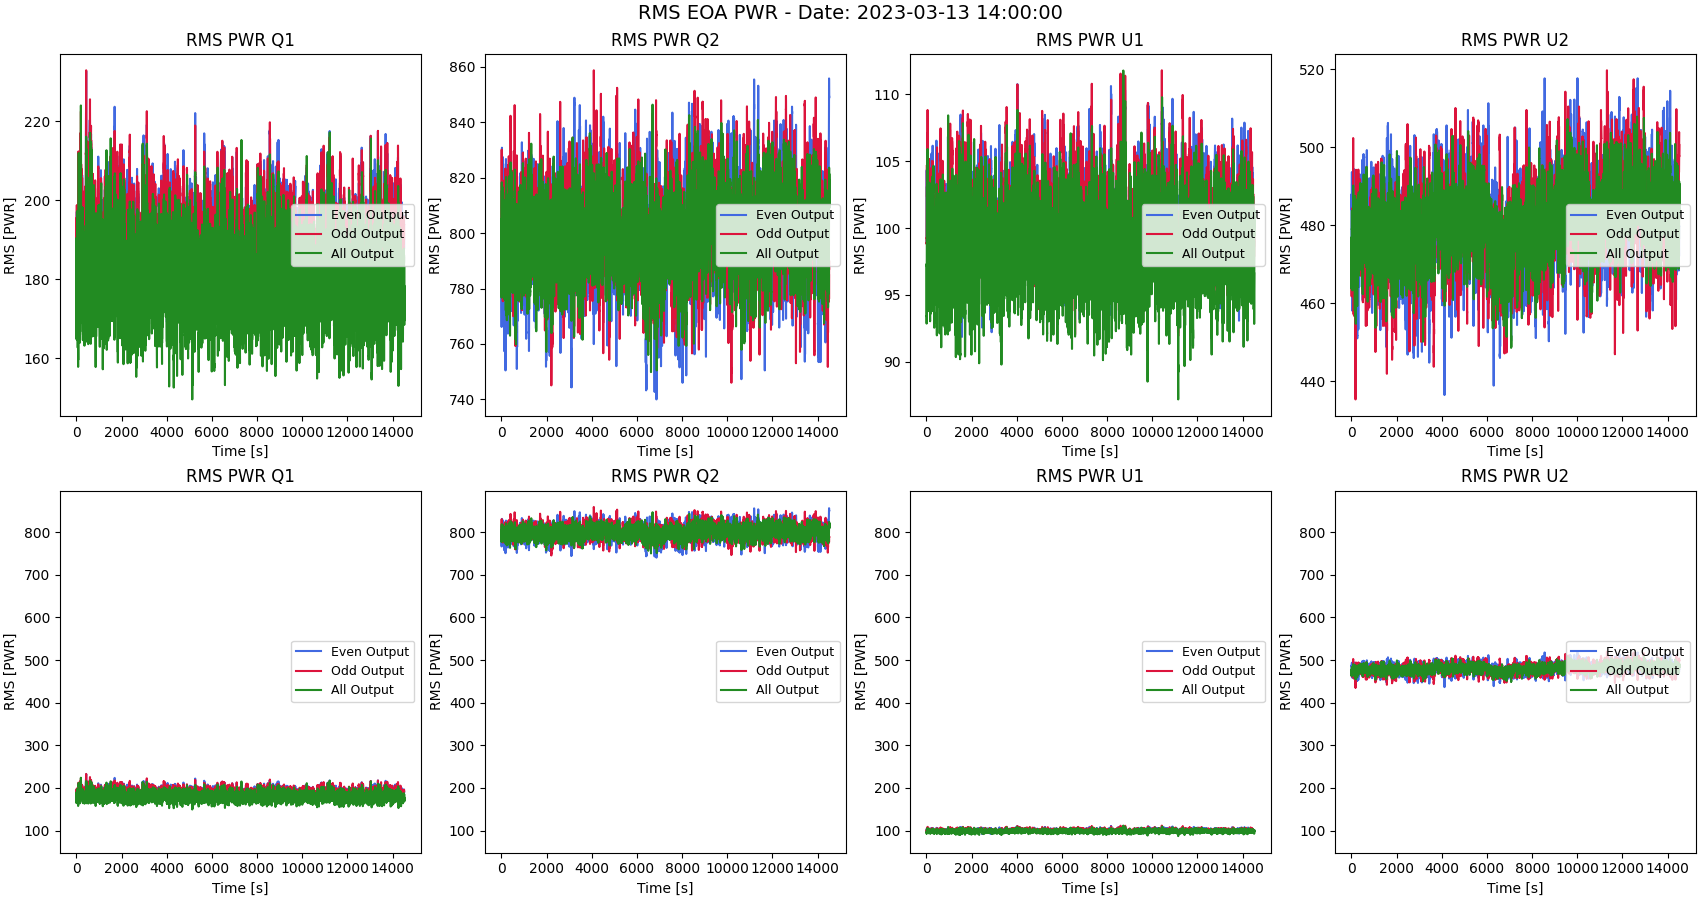 RMS EOA PWR - Date: 2023-03-13 14:00:00
RMS PWR Q1
RMS [PWR]
220
200
180
160
Even Output
Odd Output
All Output
0 2000 4000 6000 8000 10000 12000 14000
Time [s]
RMS PWR Q2
RMS [PWR]
860
840
820
800
780
760
740
Even Output
Odd Output
All Output
0 2000 4000 6000 8000 10000 12000 14000
Time [s]
RMS PWR U1
RMS [PWR]
110
105
100
95
90
Even Output
Odd Output
All Output
0 2000 4000 6000 8000 10000 12000 14000
Time [s]
RMS PWR U2
RMS [PWR]
520
500
480
460
440
Even Output
Odd Output
All Output
0 2000 4000 6000 8000 10000 12000 14000
Time [s]
RMS PWR Q1
RMS [PWR]
800
700
600
500
400
300
200
100
Even Output
Odd Output
All Output
0 2000 4000 6000 8000 10000 12000 14000
Time [s]
RMS PWR Q2
RMS [PWR]
800
700
600
500
400
300
200
100
Even Output
Odd Output
All Output
0 2000 4000 6000 8000 10000 12000 14000
Time [s]
RMS PWR U1
RMS [PWR]
800
700
600
500
400
300
200
100
Even Output
Odd Output
All Output
0 2000 4000 6000 8000 10000 12000 14000
Time [s]
RMS PWR U2
RMS [PWR]
800
700
600
500
400
300
200
100
Even Output
Odd Output
All Output
0 2000 4000 6000 8000 10000 12000 14000
Time [s]